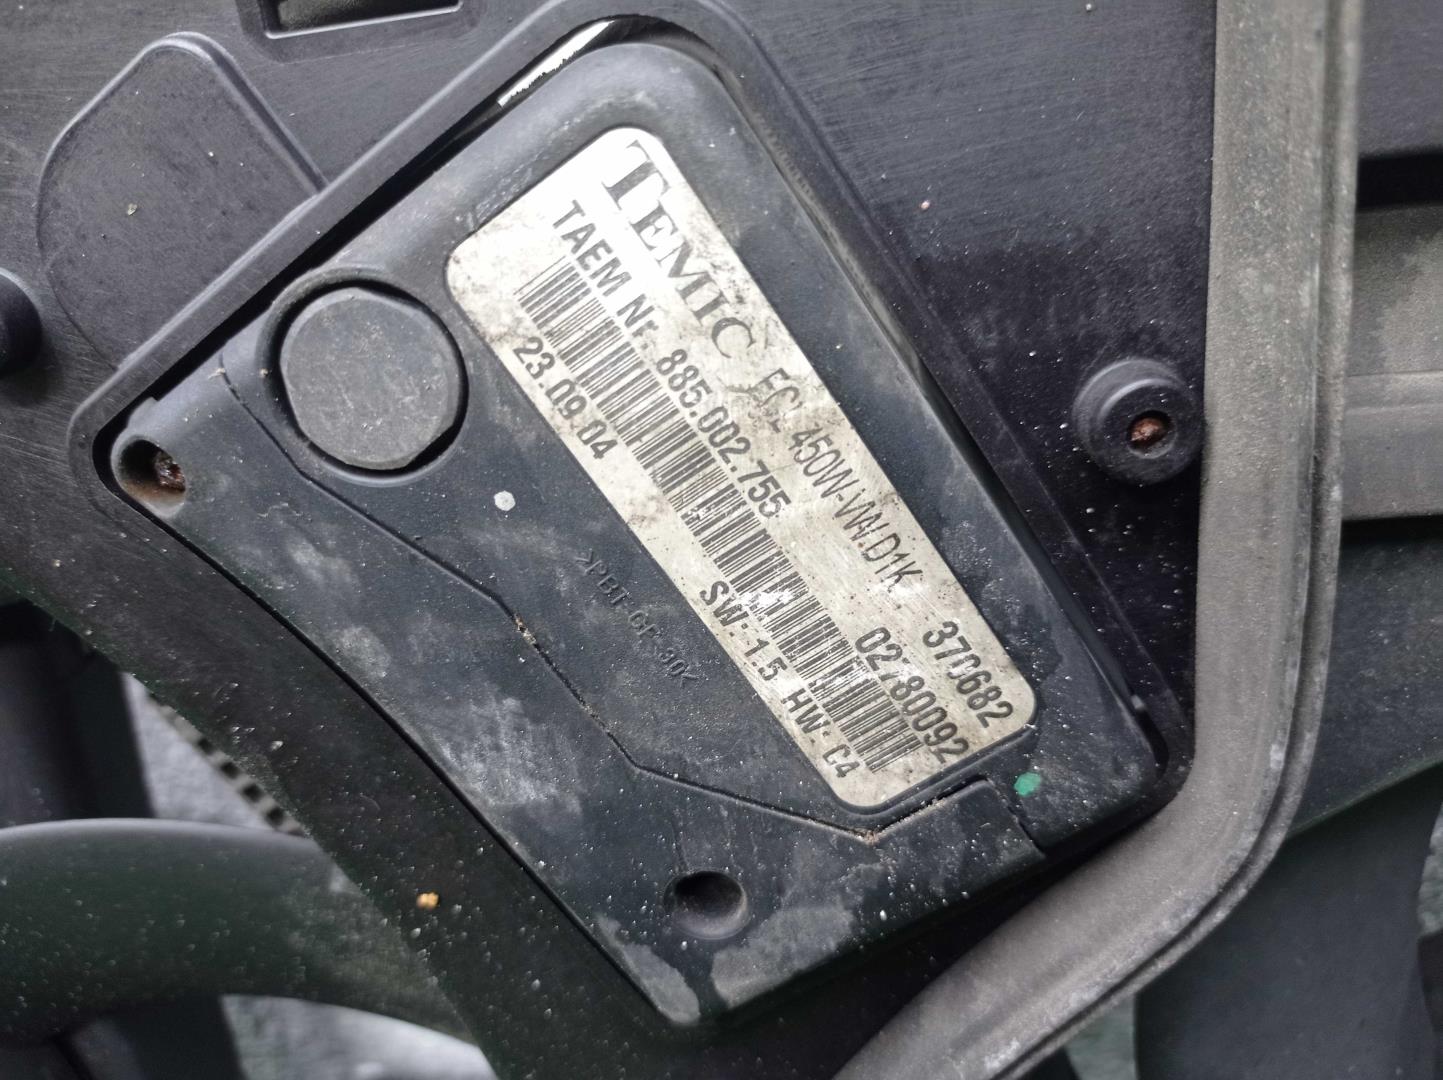 TEMIC FCL 450W-VW.D1K 370682
TAEM Nr. 885.002.755 02780092
23.09.04 SW: 1.5 HW: C4
>PBT GF 30<